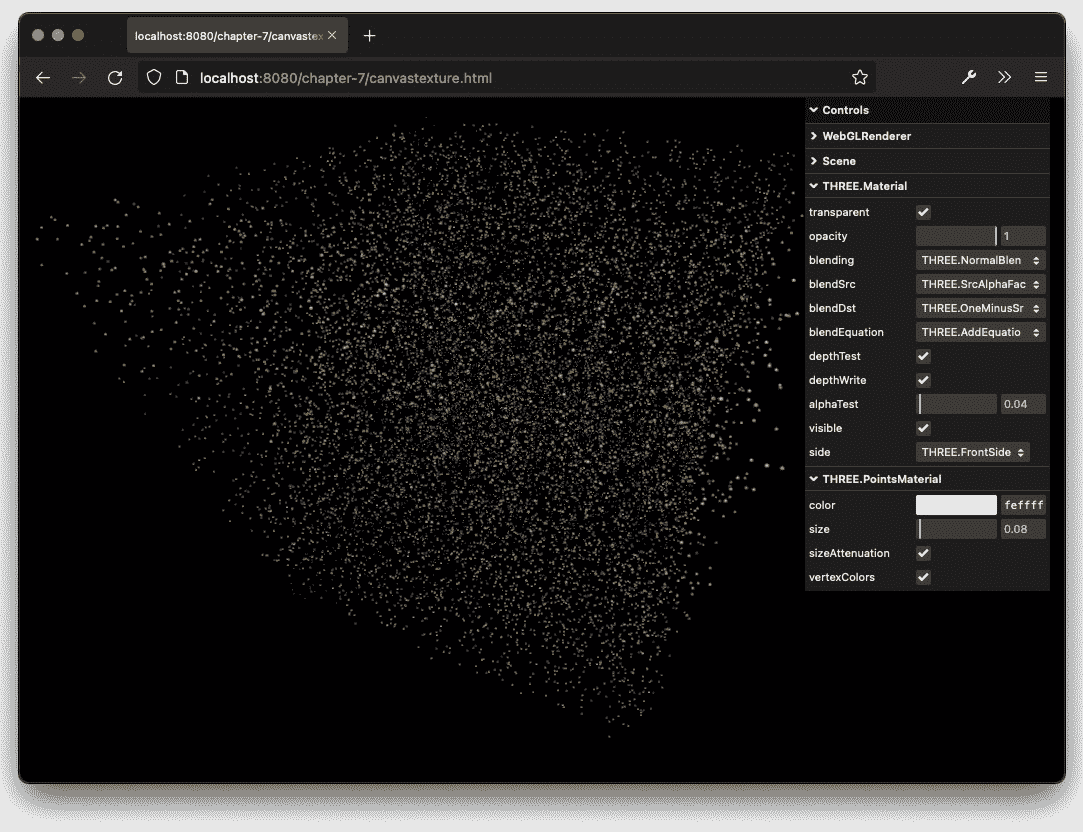 localhost:8080/chapter-7/canvastex
localhost:8080/chapter-7/canvastexture.html
Controls
WebGLRenderer
Scene
THREE.Material
transparent
opacity 1
blending THREE.NormalBlen
blendSrc THREE.SrcAlphaFac
blendDst THREE.OneMinusSr
blendEquation THREE.AddEquatio
depthTest
depthWrite
alphaTest 0.04
visible
side THREE.FrontSide
THREE.PointsMaterial
color feffff
size 0.08
sizeAttenuation
vertexColors